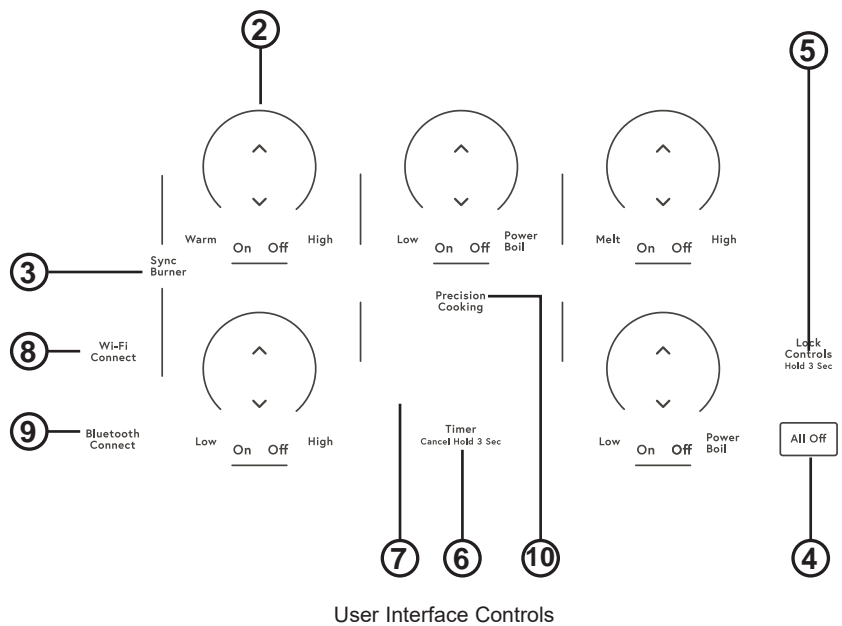 2
5
Warm
On Off
High
Low
On Off
Power
Boil
Melt
On Off
High
3
Sync
Burner
Precision
Cooking
8
Wi-Fi
Connect
Lock
Controls
Hold 3 Sec
9
Bluetooth
Connect
Low
On Off
High
Timer
Cancel Hold 3 Sec
Low
On Off
Power
Boil
All Off
7
6
10
4
User Interface Controls